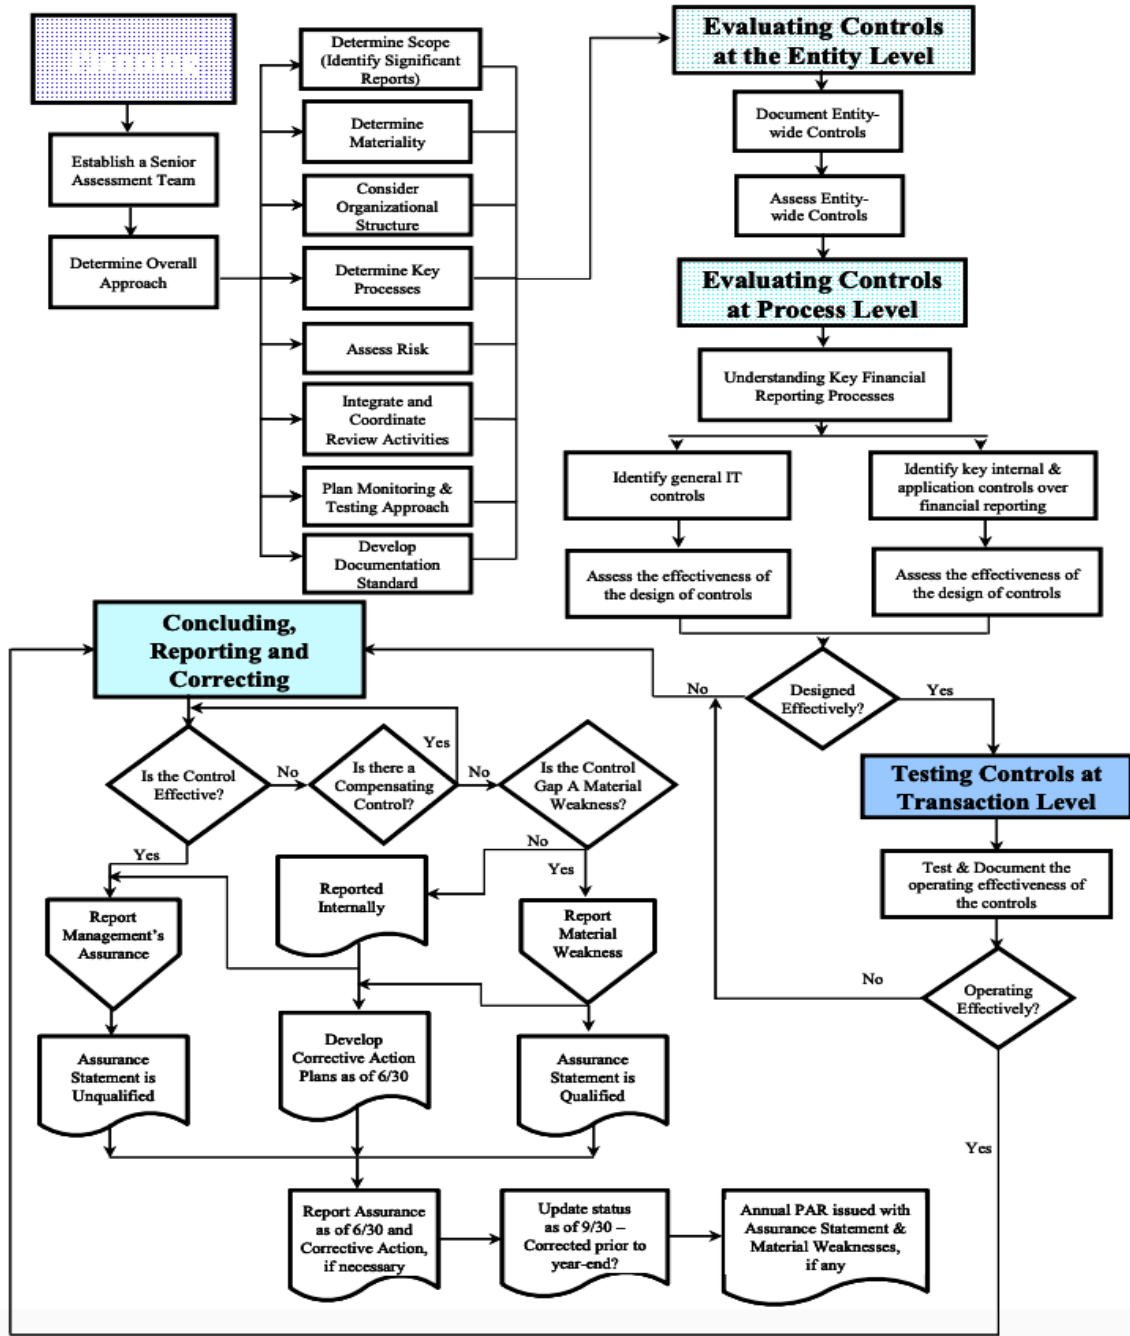 Planning
Establish a Senior
Assessment Team
Determine Overall
Approach
Determine Scope
(Identify Significant
Reports)
Determine
Materiality
Consider
Organizational
Structure
Determine Key
Processes
Assess Risk
Integrate and
Coordinate
Review Activities
Plan Monitoring &
Testing Approach
Develop
Documentation
Standard
Evaluating Controls
at the Entity Level
Document Entity-
wide Controls
Assess Entity-
wide Controls
Evaluating Controls
at Process Level
Understanding Key Financial
Reporting Processes
Identify general IT
controls
Identify key internal &
application controls over
financial reporting
Assess the effectiveness of
the design of controls
Assess the effectiveness of
the design of controls
Designed
Effectively?
No
Yes
Testing Controls at
Transaction Level
Test & Document the
operating effectiveness of
the controls
Operating
Effectively?
No
Yes
Concluding,
Reporting and
Correcting
Is the Control
Effective?
No
Yes
Is there a
Compensating
Control?
Yes
No
Is the Control
Gap A Material
Weakness?
No
Yes
Report
Management's
Assurance
Reported
Internally
Report
Material
Weakness
Assurance
Statement is
Unqualified
Develop
Corrective Action
Plans as of 6/30
Assurance
Statement is
Qualified
Report Assurance
as of 6/30 and
Corrective Action,
if necessary
Update status
as of 9/30 –
Corrected prior to
year-end?
Annual PAR issued with
Assurance Statement &
Material Weaknesses,
if any